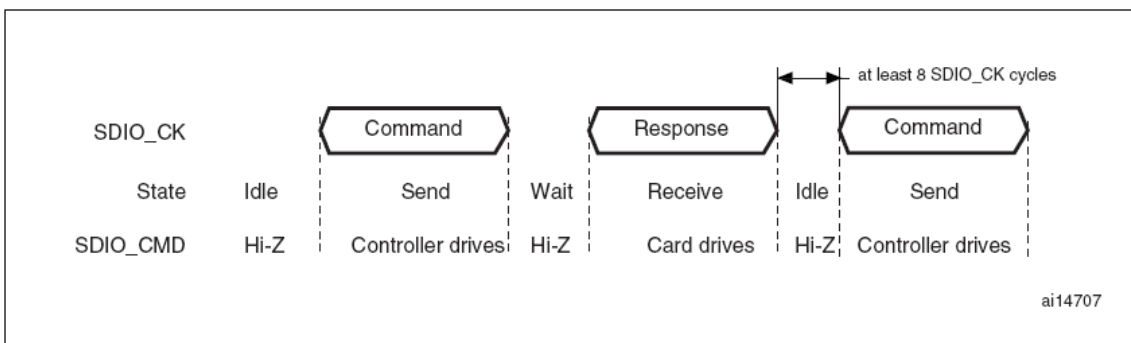 at least 8 SDIO_CK cycles
SDIO_CK Command Response Command
State Idle Send Wait Receive Idle Send
SDIO_CMD Hi-Z Controller drives Hi-Z Card drives Hi-Z Controller drives
ai14707